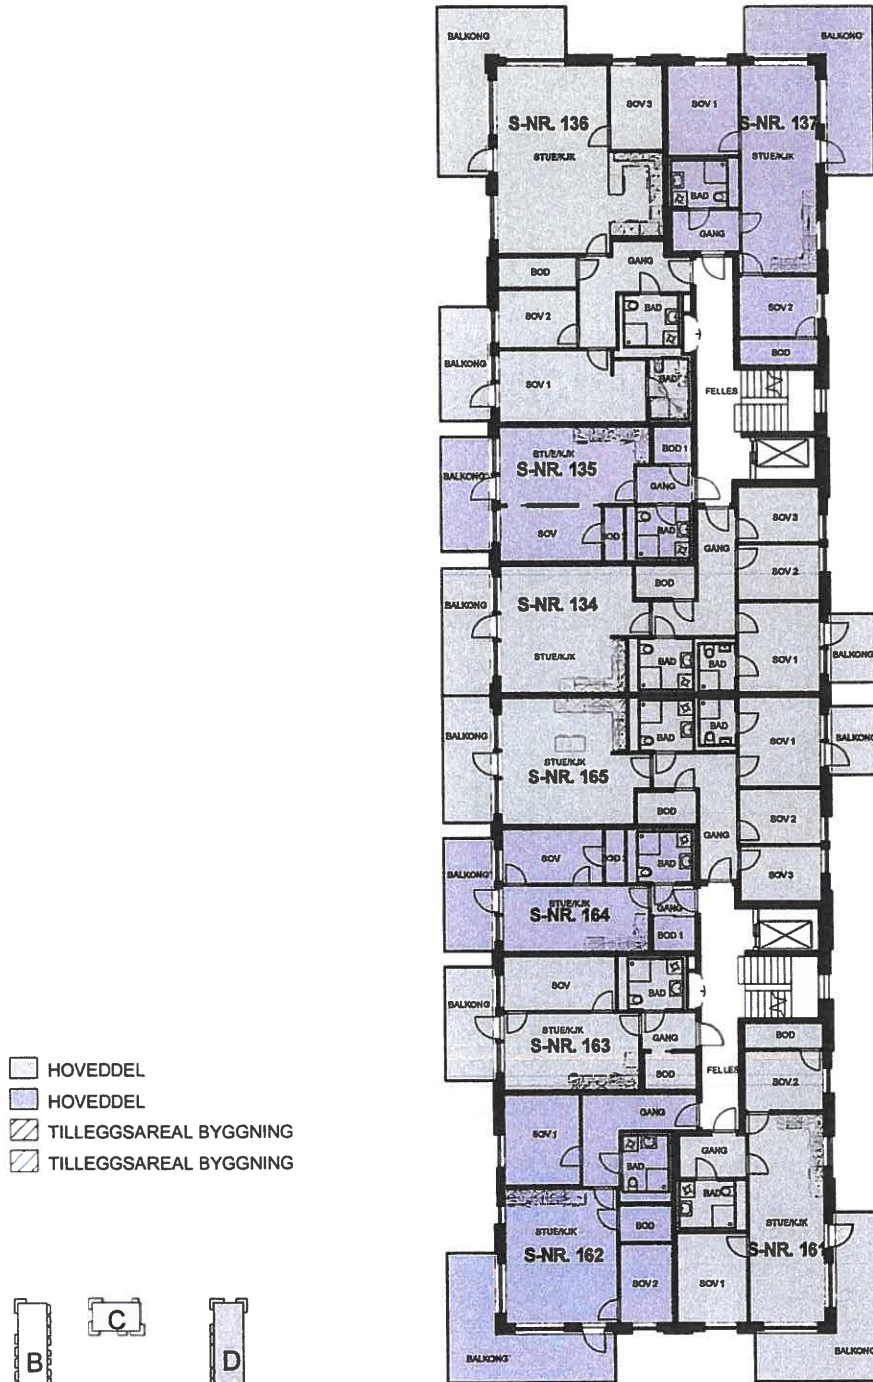 BALKONG
BALKONG
SOV 3
SOV 1
S-NR. 136
S-NR. 137
STUE/KJK
STUE/KJK
BAD
GANG
GANG
BOD
SOV 2
BAD
SOV 2
BOD
BALKONG
SOV 1
BAD
FELLES
STUE/KJK
BOD 1
S-NR. 135
BALKONG
GANG
SOV 3
SOV
BOD 2
BAD
GANG
SOV 2
BOD
BALKONG
S-NR. 134
STUE/KJK
BAD
BAD
SOV 1
BALKONG
BALKONG
BAD
BAD
SOV 1
BALKONG
STUE/KJK
S-NR. 165
BOD
SOV 2
GANG
SOV
BOD 2
BAD
SOV 3
BALKONG
STUE/KJK
GANG
S-NR. 164
BOD 1
SOV
BAD
BALKONG
STUE/KJK
GANG
BOD
S-NR. 163
BOD
FELLES
SOV 2
HOVEDDEL
HOVEDDEL
TILLEGGSAREAL BYGGNING
TILLEGGSAREAL BYGGNING
GANG
SOV 1
GANG
BAD
BAD
STUE/KJK
BOD
STUE/KJK
S-NR. 162
S-NR. 161
SOV 2
SOV 1
BALKONG
BALKONG
B
C
D